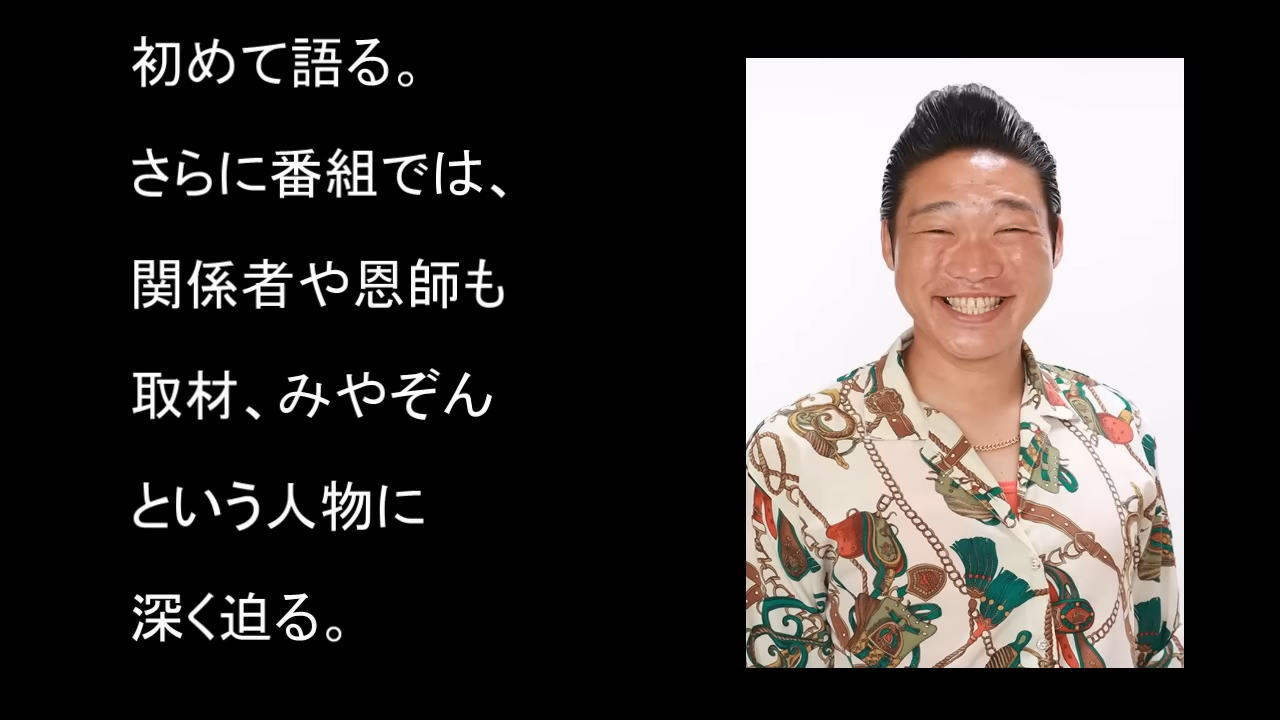 初めて語る。
さらに番組では、
関係者や恩師も
取材、みやぞん
という人物に
深く迫る。